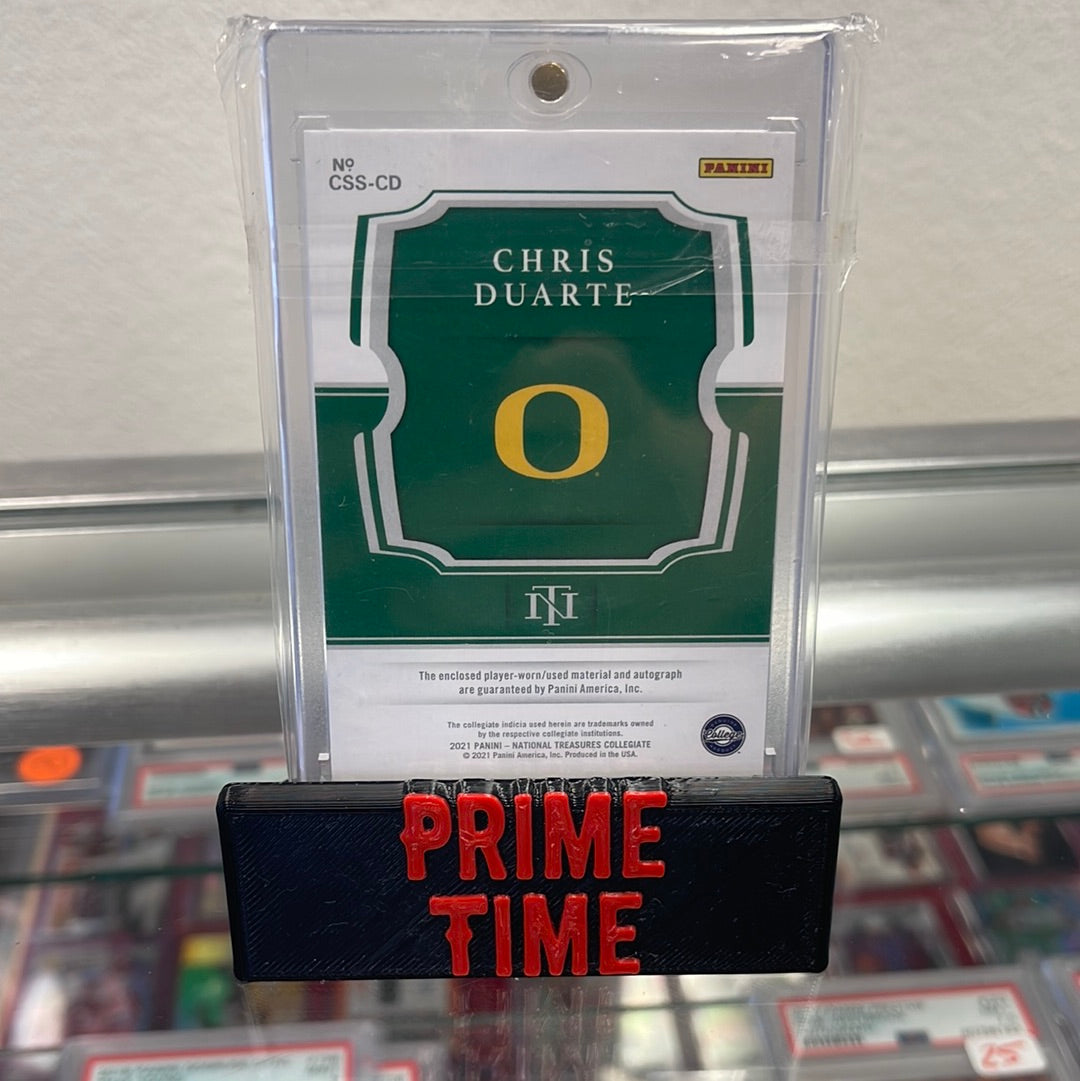 Nº
CSS-CD
PANINI
CHRIS
DUARTE
O
NT
The enclosed player-worn/used material and autograph
are guaranteed by Panini America, Inc.
The collegiate indicia used herein are trademarks owned
by the respective collegiate institutions.
2021 PANINI – NATIONAL TREASURES COLLEGIATE
© 2021 Panini America, Inc. Produced in the USA.
College
PRIME
TIME